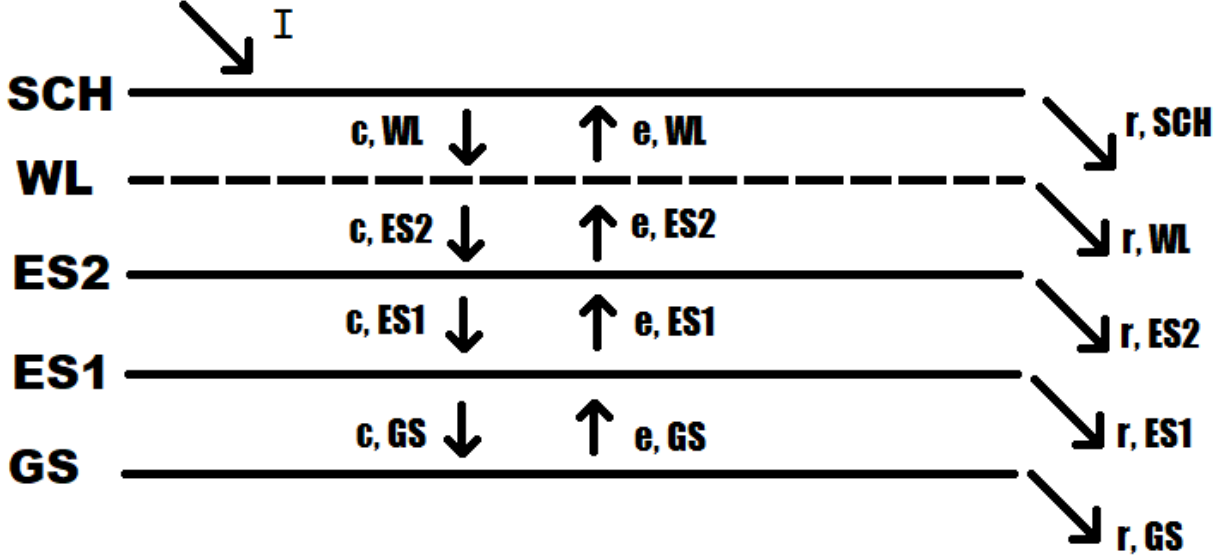 I
SCH
c, WL
e, WL
r, SCH
WL
c, ES2
e, ES2
r, WL
ES2
c, ES1
e, ES1
r, ES2
ES1
c, GS
e, GS
r, ES1
GS
r, GS